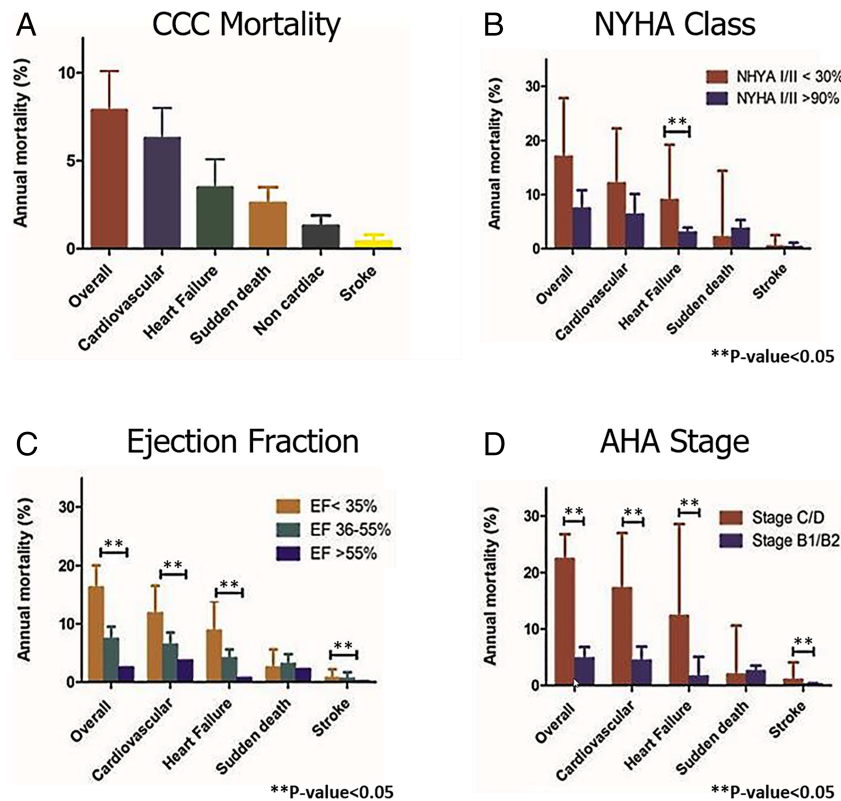 A
CCC Mortality
Annual mortality (%)
10
5
0
Overall
Cardiovascular
Heart Failure
Sudden death
Non cardiac
Sroke
B
NYHA Class
Annual mortality (%)
30
20
10
0
NHYA I/II < 30%
NYHA I/II >90%
**
Overall
Cardiovascular
Heart Failure
Sudden death
Stroke
**P-value<0.05
C
Ejection Fraction
Annual mortality (%)
30
20
10
0
EF< 35%
EF 36-55%
EF >55%
**
**
**
**
Overall
Cardiovascular
Heart Failure
Sudden death
Stroke
**P-value<0.05
D
AHA Stage
Annual mortality (%)
30
20
10
0
Stage C/D
Stage B1/B2
**
**
**
**
Overall
Cardiovascular
Heart Failure
Sudden death
Stroke
**P-value<0.05